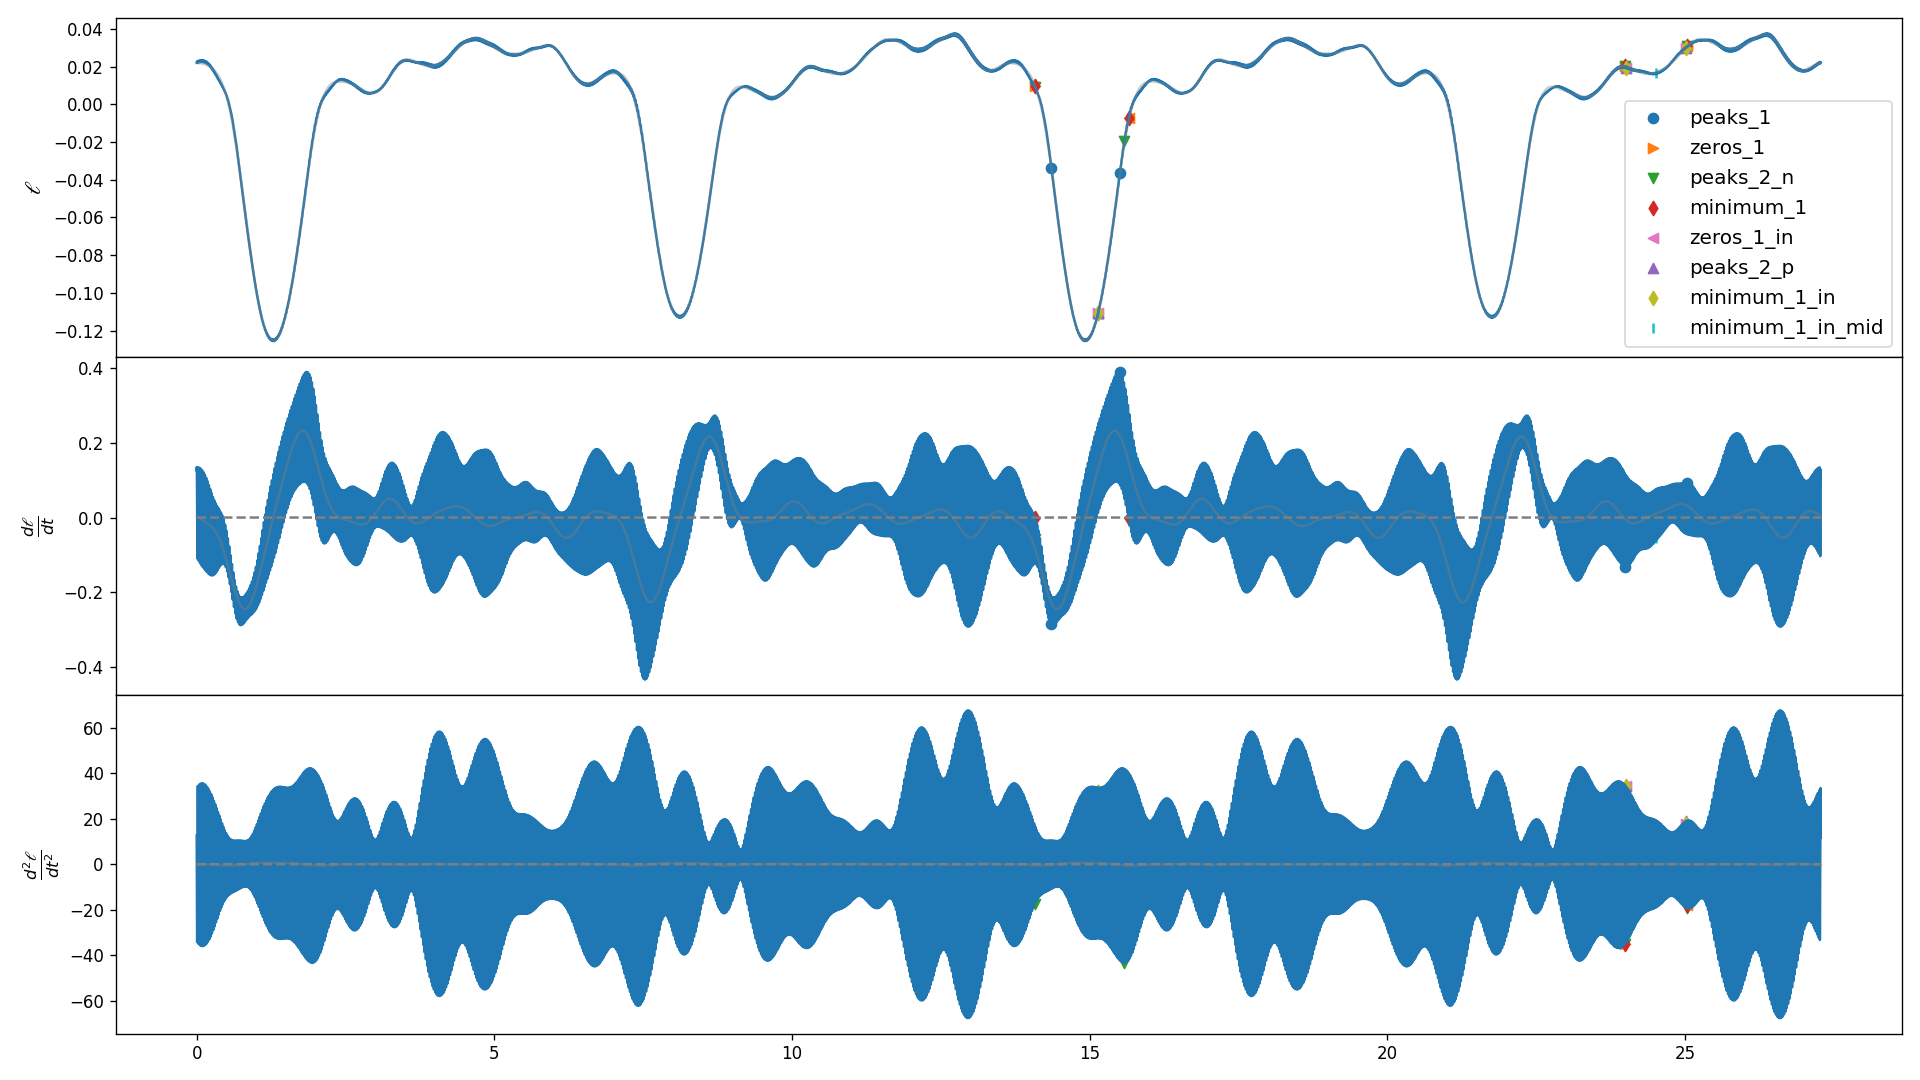 0.04
0.02
0.00
−0.02
−0.04
−0.06
−0.08
−0.10
−0.12
ℓ
peaks_1
zeros_1
peaks_2_n
minimum_1
zeros_1_in
peaks_2_p
minimum_1_in
minimum_1_in_mid
0.4
0.2
0.0
−0.2
−0.4
dℓ
dt
60
40
20
0
−20
−40
−60
d²ℓ
dt²
0 5 10 15 20 25